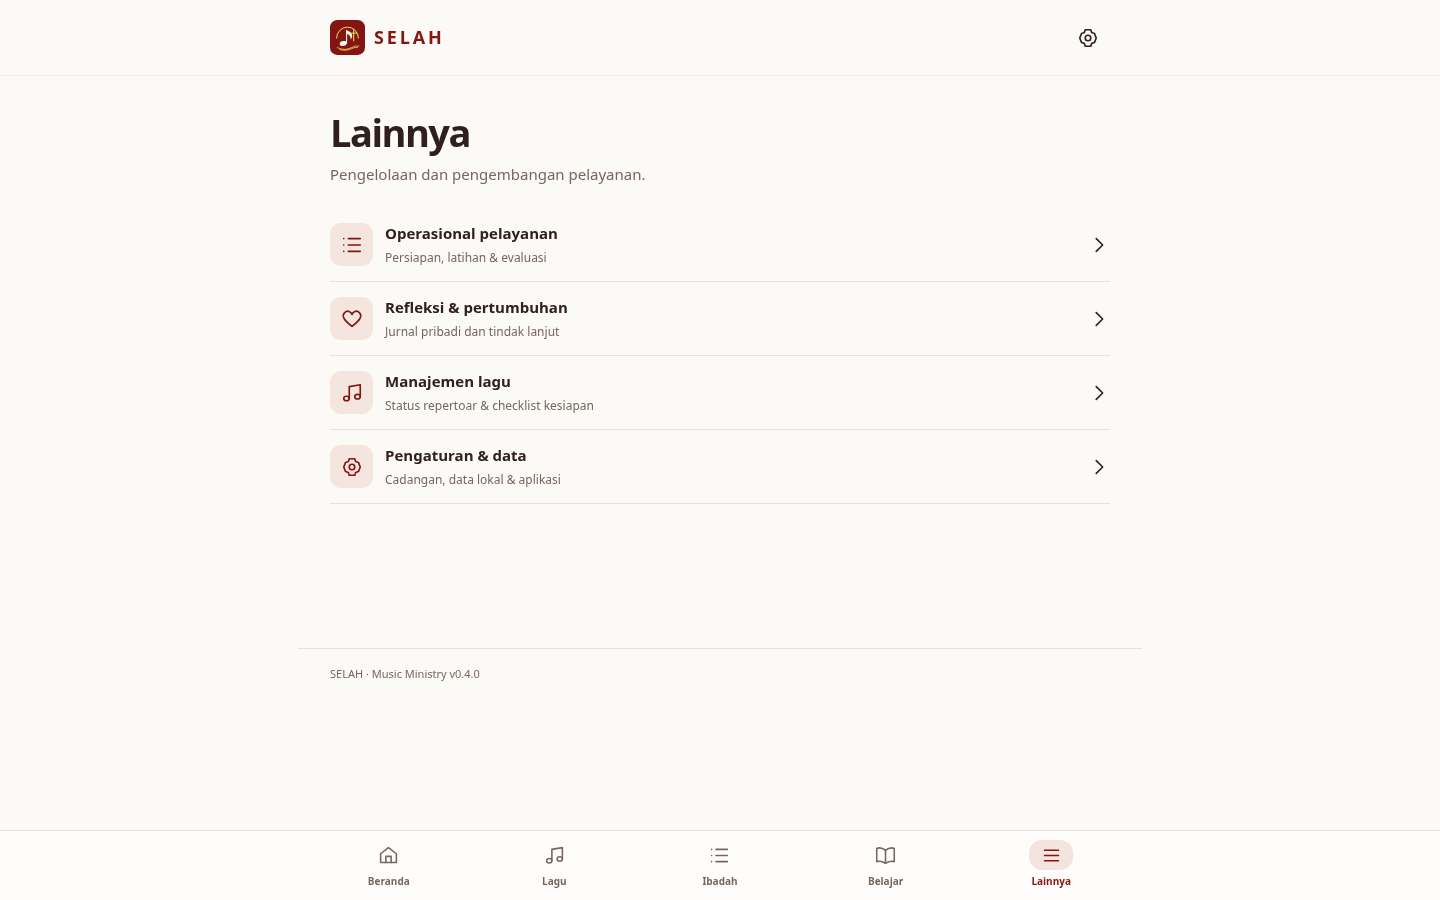 SELAH
Lainnya
Pengelolaan dan pengembangan pelayanan.
Operasional pelayanan
Persiapan, latihan & evaluasi
Refleksi & pertumbuhan
Jurnal pribadi dan tindak lanjut
Manajemen lagu
Status repertoar & checklist kesiapan
Pengaturan & data
Cadangan, data lokal & aplikasi
SELAH · Music Ministry v0.4.0
Beranda
Lagu
Ibadah
Belajar
Lainnya